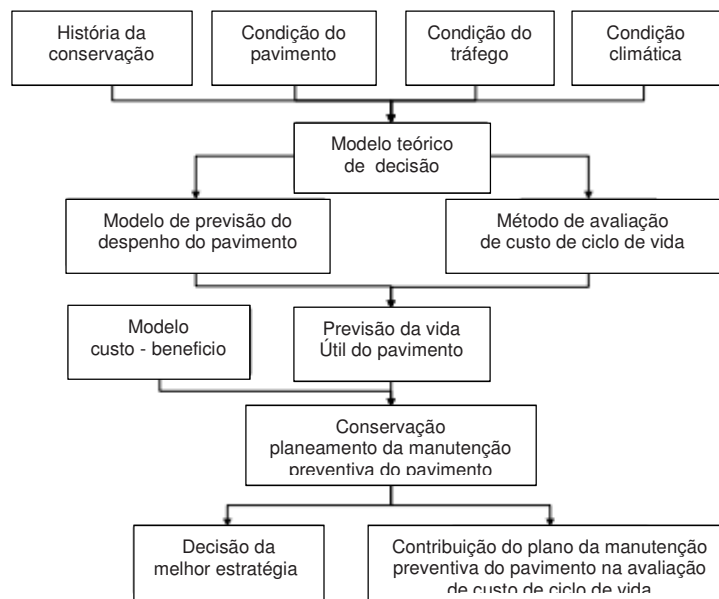 História da
conservação
Condição do
pavimento
Condição do
tráfego
Condição
climática
Modelo teórico
de decisão
Modelo de previsão do
despenho do pavimento
Método de avaliação
de custo de ciclo de vida
Modelo
custo - beneficio
Previsão da vida
Útil do pavimento
Conservação
planeamento da manutenção
preventiva do pavimento
Decisão da
melhor estratégia
Contribuição do plano da manutenção
preventiva do pavimento na avaliação
de custo de ciclo de vida